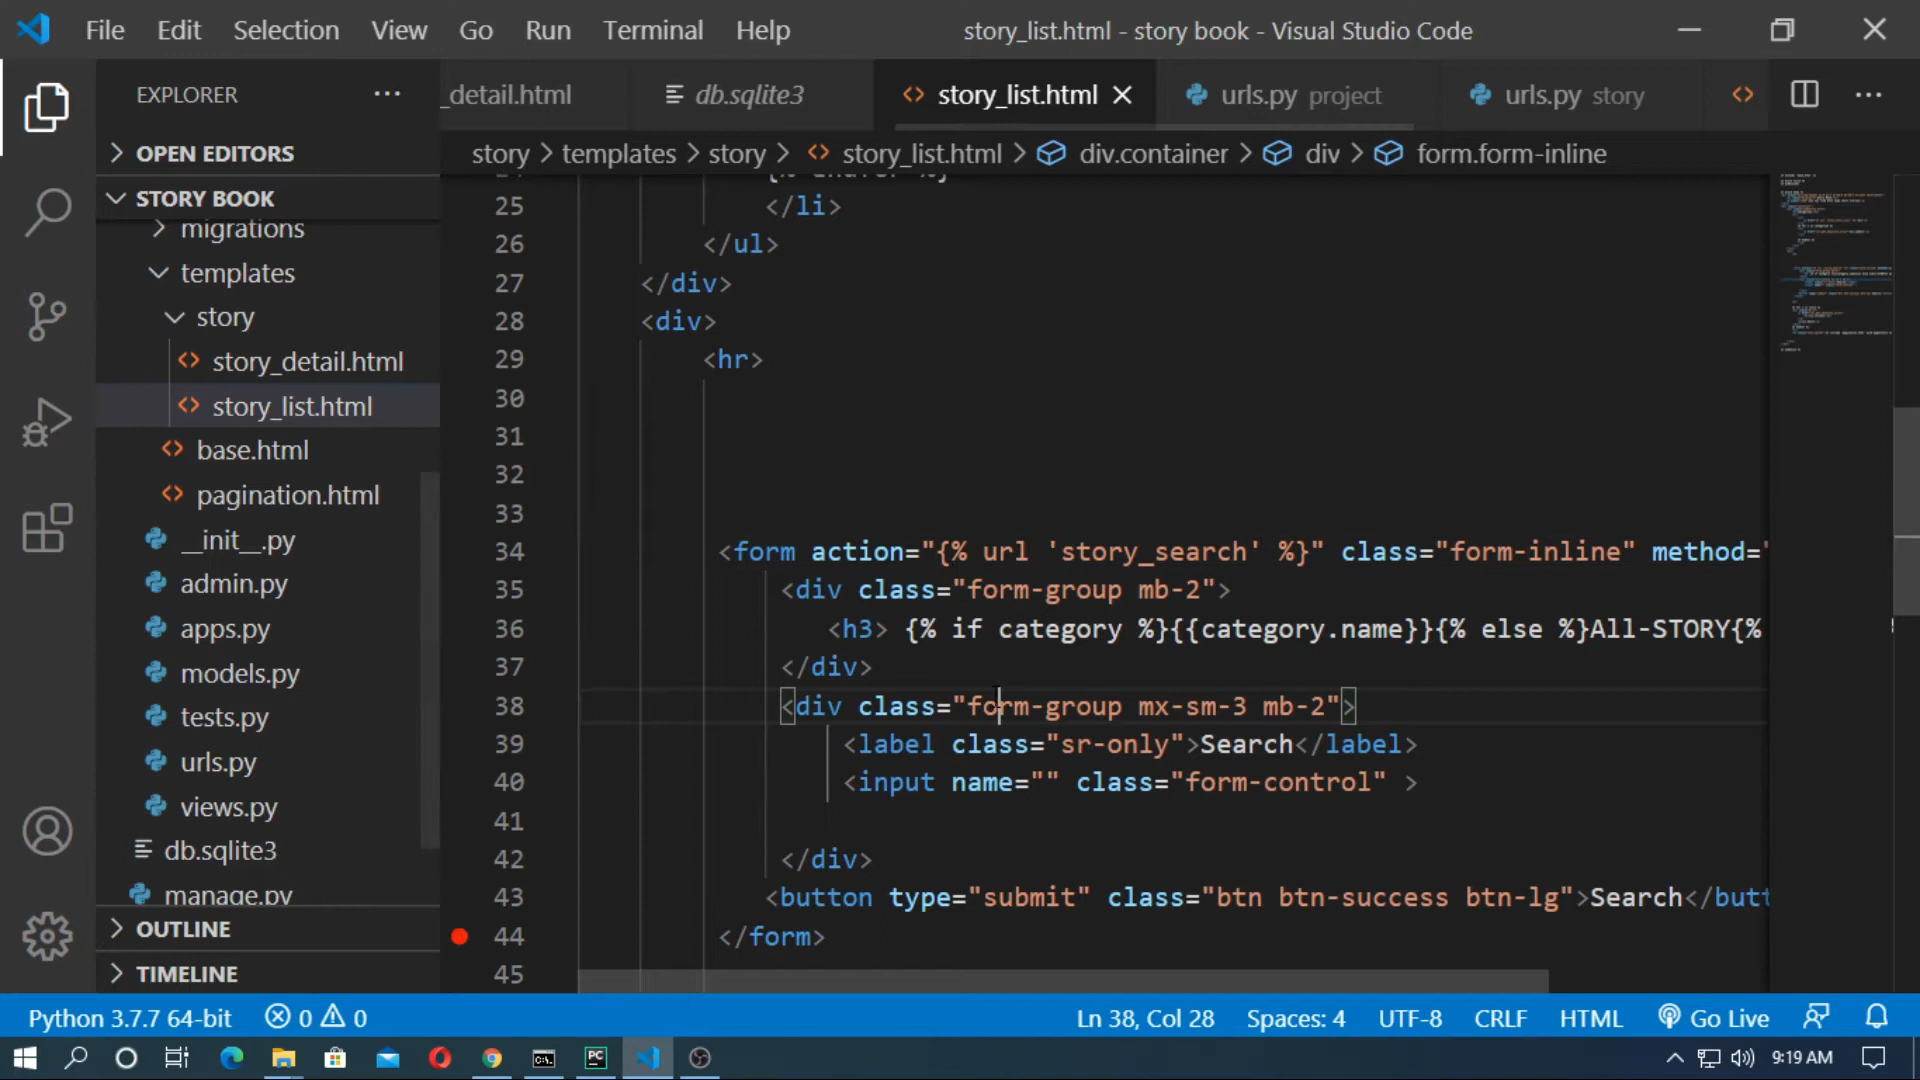 File Edit Selection View Go Run Terminal Help story_list.html - story book - Visual Studio Code
EXPLORER ··· _detail.html db.sqlite3 story_list.html urls.py project urls.py story ···
OPEN EDITORS
story > templates > story > story_list.html > div.container > div > form.form-inline
STORY BOOK
migrations
templates
story
story_detail.html
story_list.html
base.html
pagination.html
__init__.py
admin.py
apps.py
models.py
tests.py
urls.py
views.py
db.sqlite3
manage.py
OUTLINE
TIMELINE
25 </li>
26 </ul>
27 </div>
28 <div>
29 <hr>
30
31
32
33
34 <form action="{% url 'story_search' %}" class="form-inline" method="
35 <div class="form-group mb-2">
36 <h3> {% if category %}{{category.name}}{% else %}All-STORY{%
37 </div>
38 <div class="form-group mx-sm-3 mb-2">
39 <label class="sr-only">Search</label>
40 <input name="" class="form-control" >
41
42 </div>
43 <button type="submit" class="btn btn-success btn-lg">Search</butt
44 </form>
45
Python 3.7.7 64-bit 0 0 Ln 38, Col 28 Spaces: 4 UTF-8 CRLF HTML Go Live
9:19 AM